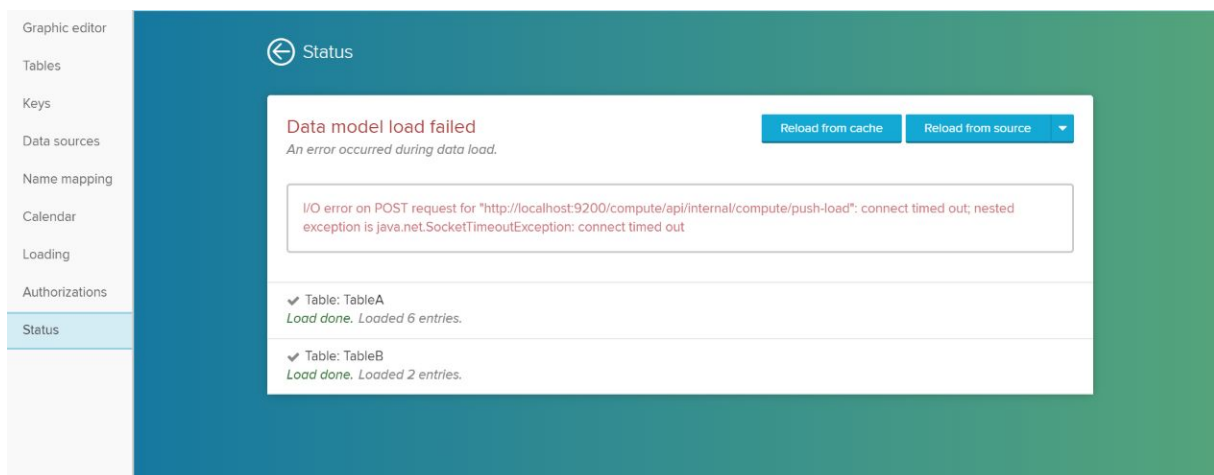 Graphic editor
Tables
Keys
Data sources
Name mapping
Calendar
Loading
Authorizations
Status
Status
Data model load failed
An error occurred during data load.
Reload from cache
Reload from source
I/O error on POST request for "http://localhost:9200/compute/api/internal/compute/push-load": connect timed out; nested
exception is java.net.SocketTimeoutException: connect timed out
Table: TableA
Load done. Loaded 6 entries.
Table: TableB
Load done. Loaded 2 entries.